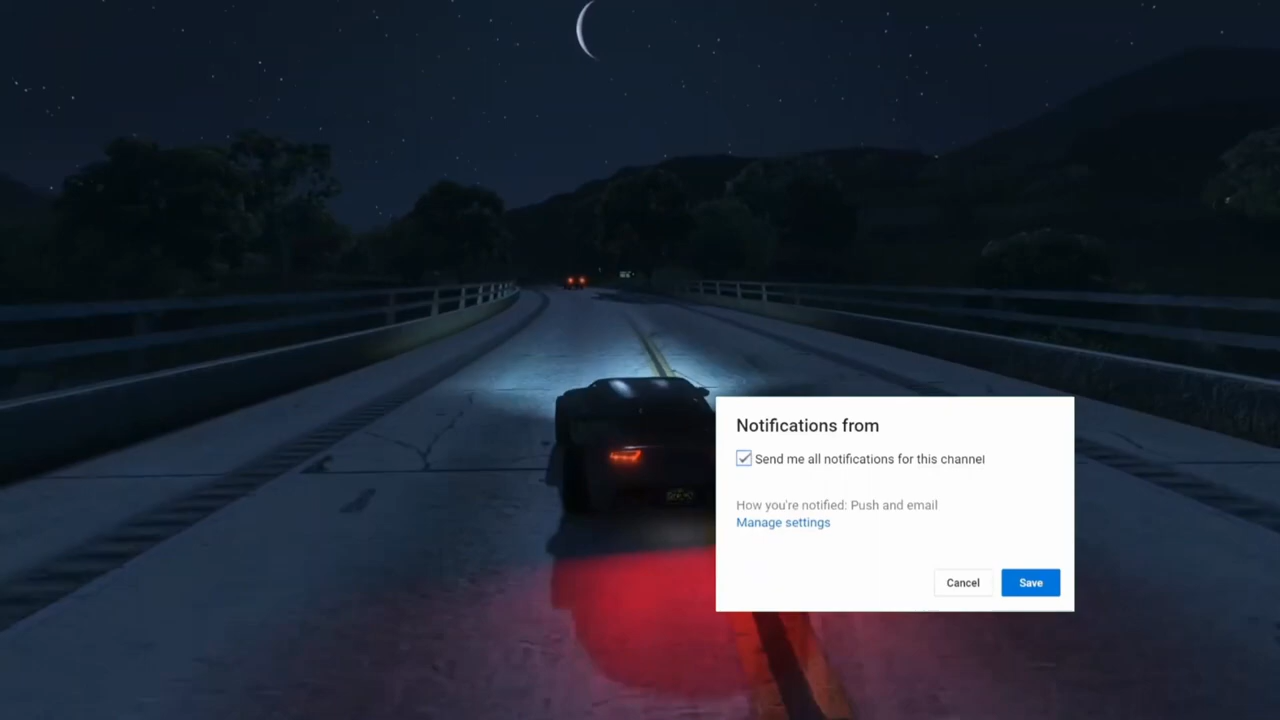 Notifications from
Send me all notifications for this channel
How you're notified: Push and email
Manage settings
Cancel
Save